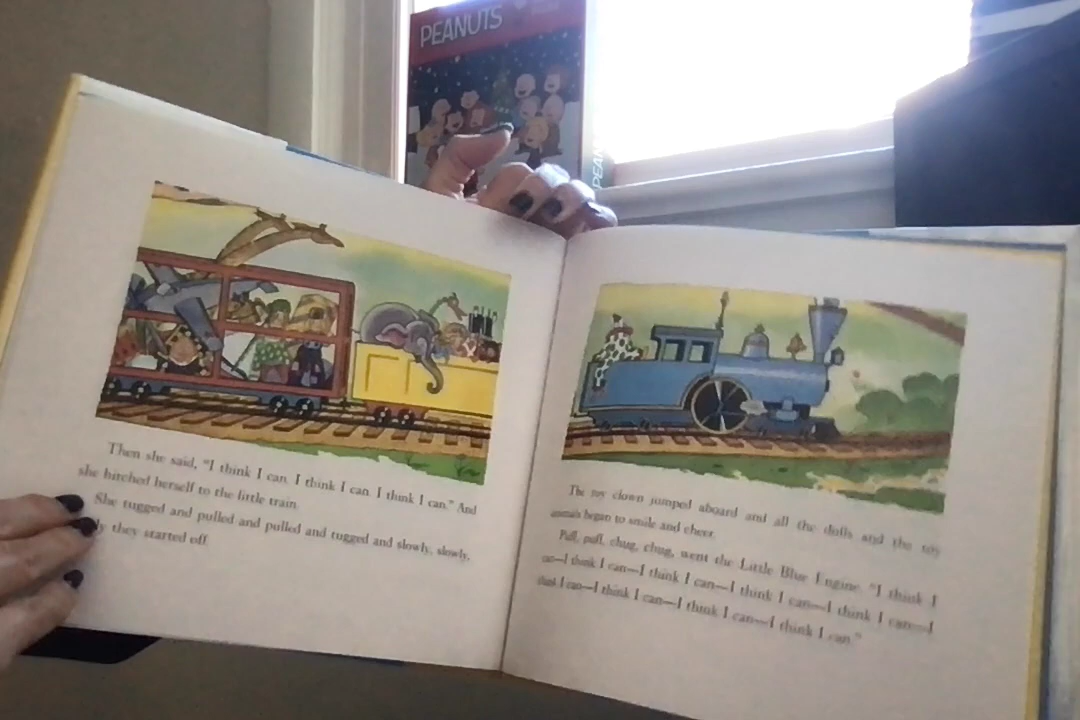 PEANUTS
PEAN
Then she said, "I think I can. I think I can. I think I can." And
she hitched herself to the little train.
She tugged and pulled and pulled and tugged and slowly, slowly,
they started off.
The toy clown jumped aboard and all the dolls and the toy
animals began to smile and cheer.
Puff, puff, chug, chug, went the Little Blue Engine. "I think I
can—I think I can—I think I can—I think I can—I think I can—I
think I can—I think I can—I think I can—I think I can."